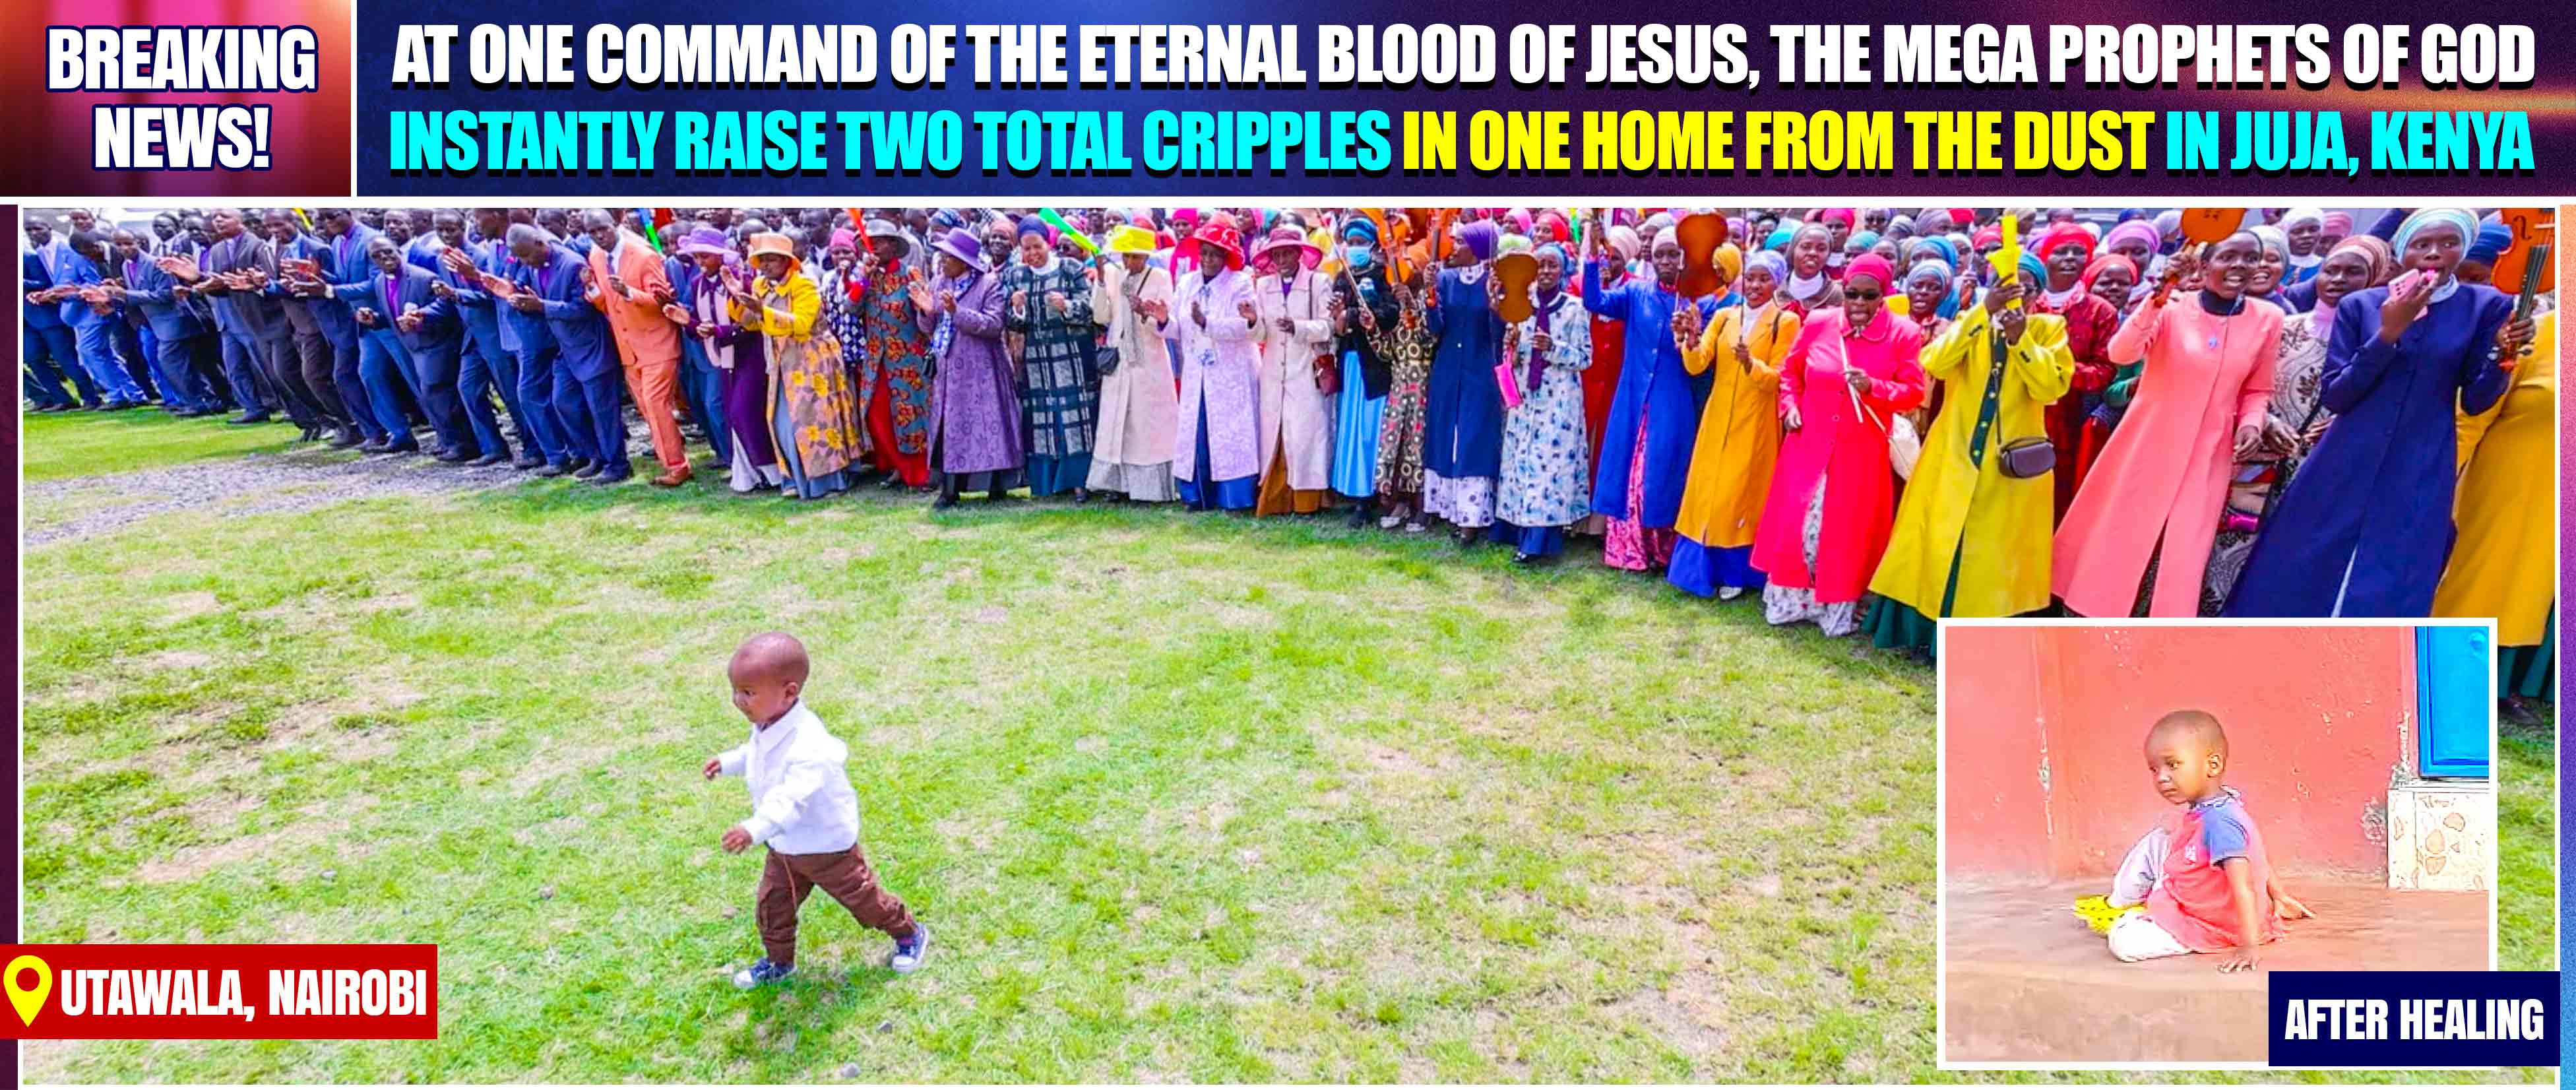 BREAKING
NEWS!
AT ONE COMMAND OF THE ETERNAL BLOOD OF JESUS, THE MEGA PROPHETS OF GOD
INSTANTLY RAISE TWO TOTAL CRIPPLES IN ONE HOME FROM THE DUST IN JUJA, KENYA
UTAWALA, NAIROBI
AFTER HEALING